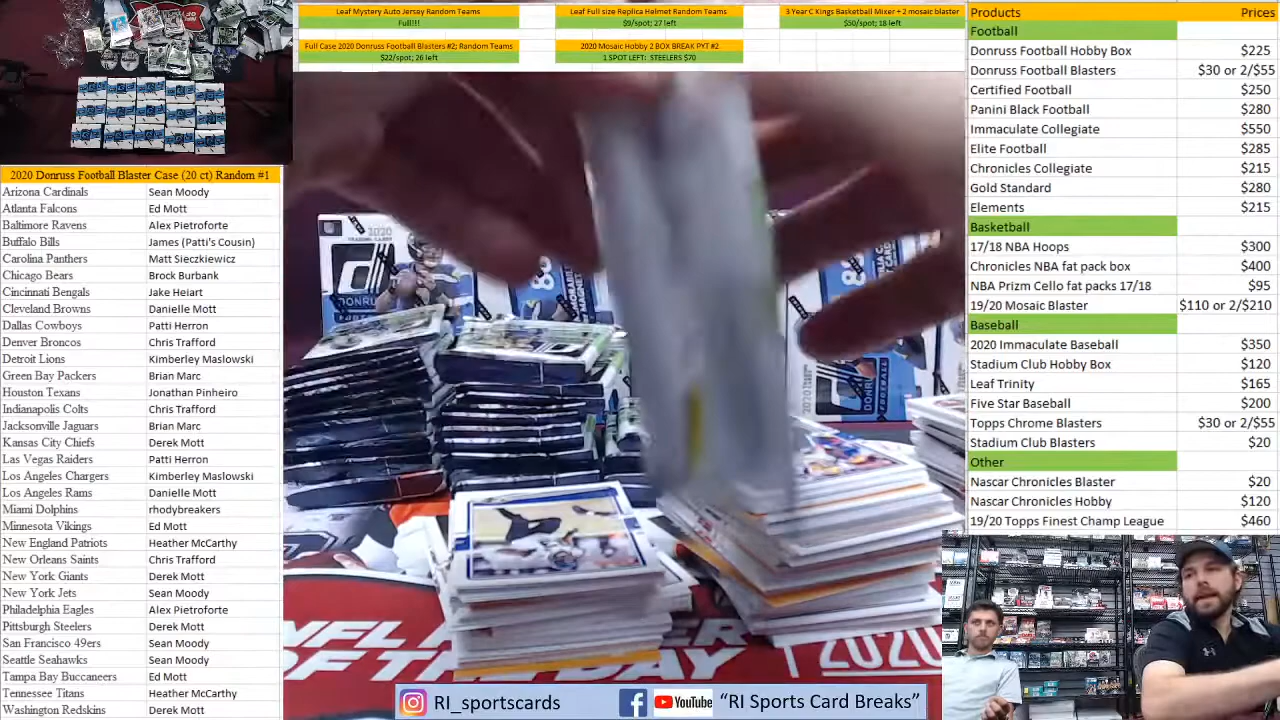 Leaf Mystery Auto Jersey Random Teams
Full!!!
Leaf Full size Replica Helmet Random Teams
$9/spot; 27 left
3 Year C Kings Basketball Mixer + 2 mosaic blaster
$50/spot; 18 left
Full Case 2020 Donruss Football Blasters #2; Random Teams
$22/spot; 26 left
2020 Mosaic Hobby 2 BOX BREAK PYT #2
1 SPOT LEFT: STEELERS $70
Products Prices
Football
Donruss Football Hobby Box $225
Donruss Football Blasters $30 or 2/$55
Certified Football $250
Panini Black Football $280
Immaculate Collegiate $550
Elite Football $285
Chronicles Collegiate $215
Gold Standard $280
Elements $215
Basketball
17/18 NBA Hoops $300
Chronicles NBA fat pack box $400
NBA Prizm Cello fat packs 17/18 $95
19/20 Mosaic Blaster $110 or 2/$210
Baseball
2020 Immaculate Baseball $350
Stadium Club Hobby Box $120
Leaf Trinity $165
Five Star Baseball $200
Topps Chrome Blasters $30 or 2/$55
Stadium Club Blasters $20
Other
Nascar Chronicles Blaster $20
Nascar Chronicles Hobby $120
19/20 Topps Finest Champ League $460
2020 Donruss Football Blaster Case (20 ct) Random #1
Arizona Cardinals Sean Moody
Atlanta Falcons Ed Mott
Baltimore Ravens Alex Pietroforte
Buffalo Bills James (Patti's Cousin)
Carolina Panthers Matt Sieczkiewicz
Chicago Bears Brock Burbank
Cincinnati Bengals Jake Heiart
Cleveland Browns Danielle Mott
Dallas Cowboys Patti Herron
Denver Broncos Chris Trafford
Detroit Lions Kimberley Maslowski
Green Bay Packers Brian Marc
Houston Texans Jonathan Pinheiro
Indianapolis Colts Chris Trafford
Jacksonville Jaguars Brian Marc
Kansas City Chiefs Derek Mott
Las Vegas Raiders Patti Herron
Los Angeles Chargers Kimberley Maslowski
Los Angeles Rams Danielle Mott
Miami Dolphins rhodybreakers
Minnesota Vikings Ed Mott
New England Patriots Heather McCarthy
New Orleans Saints Chris Trafford
New York Giants Derek Mott
New York Jets Sean Moody
Philadelphia Eagles Alex Pietroforte
Pittsburgh Steelers Derek Mott
San Francisco 49ers Sean Moody
Seattle Seahawks Sean Moody
Tampa Bay Buccaneers Ed Mott
Tennessee Titans Heather McCarthy
Washington Redskins Derek Mott
2020
DONRU
NFL
OF THE DAY
2020
RI_sportscards
YouTube
"RI Sports Card Breaks"